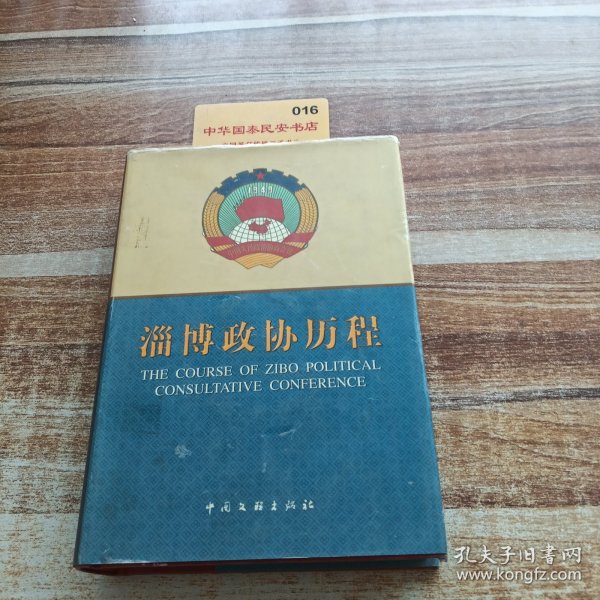 016
中华国泰民安书店
1949
淄博政协历程
THE COURSE OF ZIBO POLITICAL
CONSULTATIVE CONFERENCE
中国文联出版社
孔夫子旧书网
www.kongfz.com